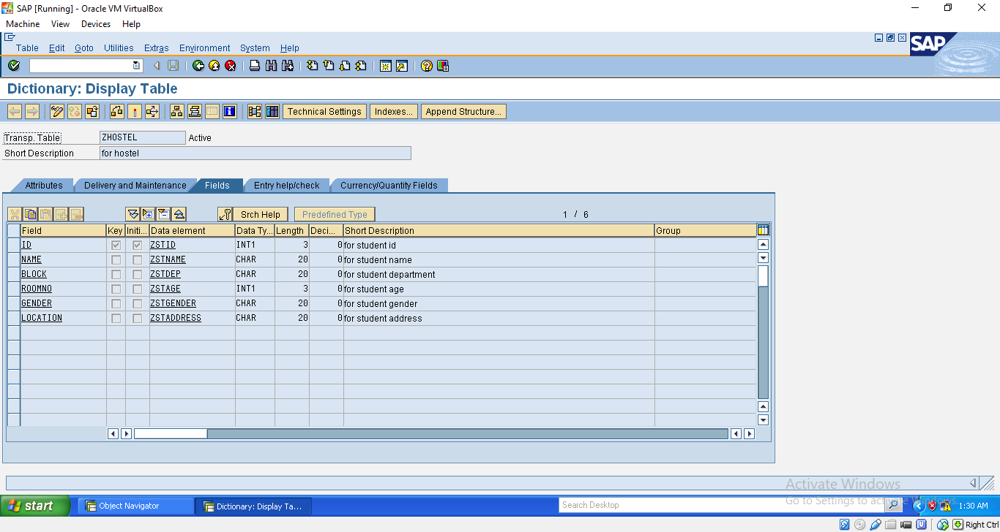 SAP [Running] - Oracle VM VirtualBox
Machine View Devices Help
Table Edit Goto Utilities Extras Environment System Help
SAP
Dictionary: Display Table
Technical Settings Indexes... Append Structure...
Transp. Table ZHOSTEL Active
Short Description for hostel
Attributes Delivery and Maintenance Fields Entry help/check Currency/Quantity Fields
Srch Help Predefined Type 1 / 6
Field Key Initi... Data element Data Ty... Length Deci... Short Description Group
ID ZSTID INT1 3 0 for student id
NAME ZSTNAME CHAR 20 0 for student name
BLOCK ZSTDEP CHAR 20 0 for student department
ROOMNO ZSTAGE INT1 3 0 for student age
GENDER ZSTGENDER CHAR 20 0 for student gender
LOCATION ZSTADDRESS CHAR 20 0 for student address
Activate Windows
Go to Settings to activate Windows.
start Object Navigator Dictionary: Display Ta... Search Desktop 1:30 AM
Right Ctrl